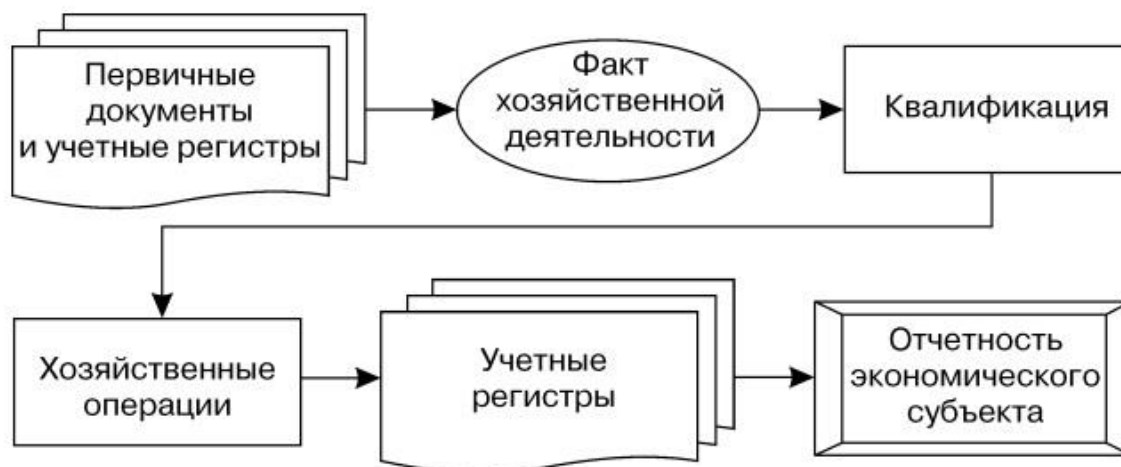 Первичные
документы
и учетные регистры
Факт
хозяйственной
деятельности
Квалификация
Хозяйственные
операции
Учетные
регистры
Отчетность
экономического
субъекта